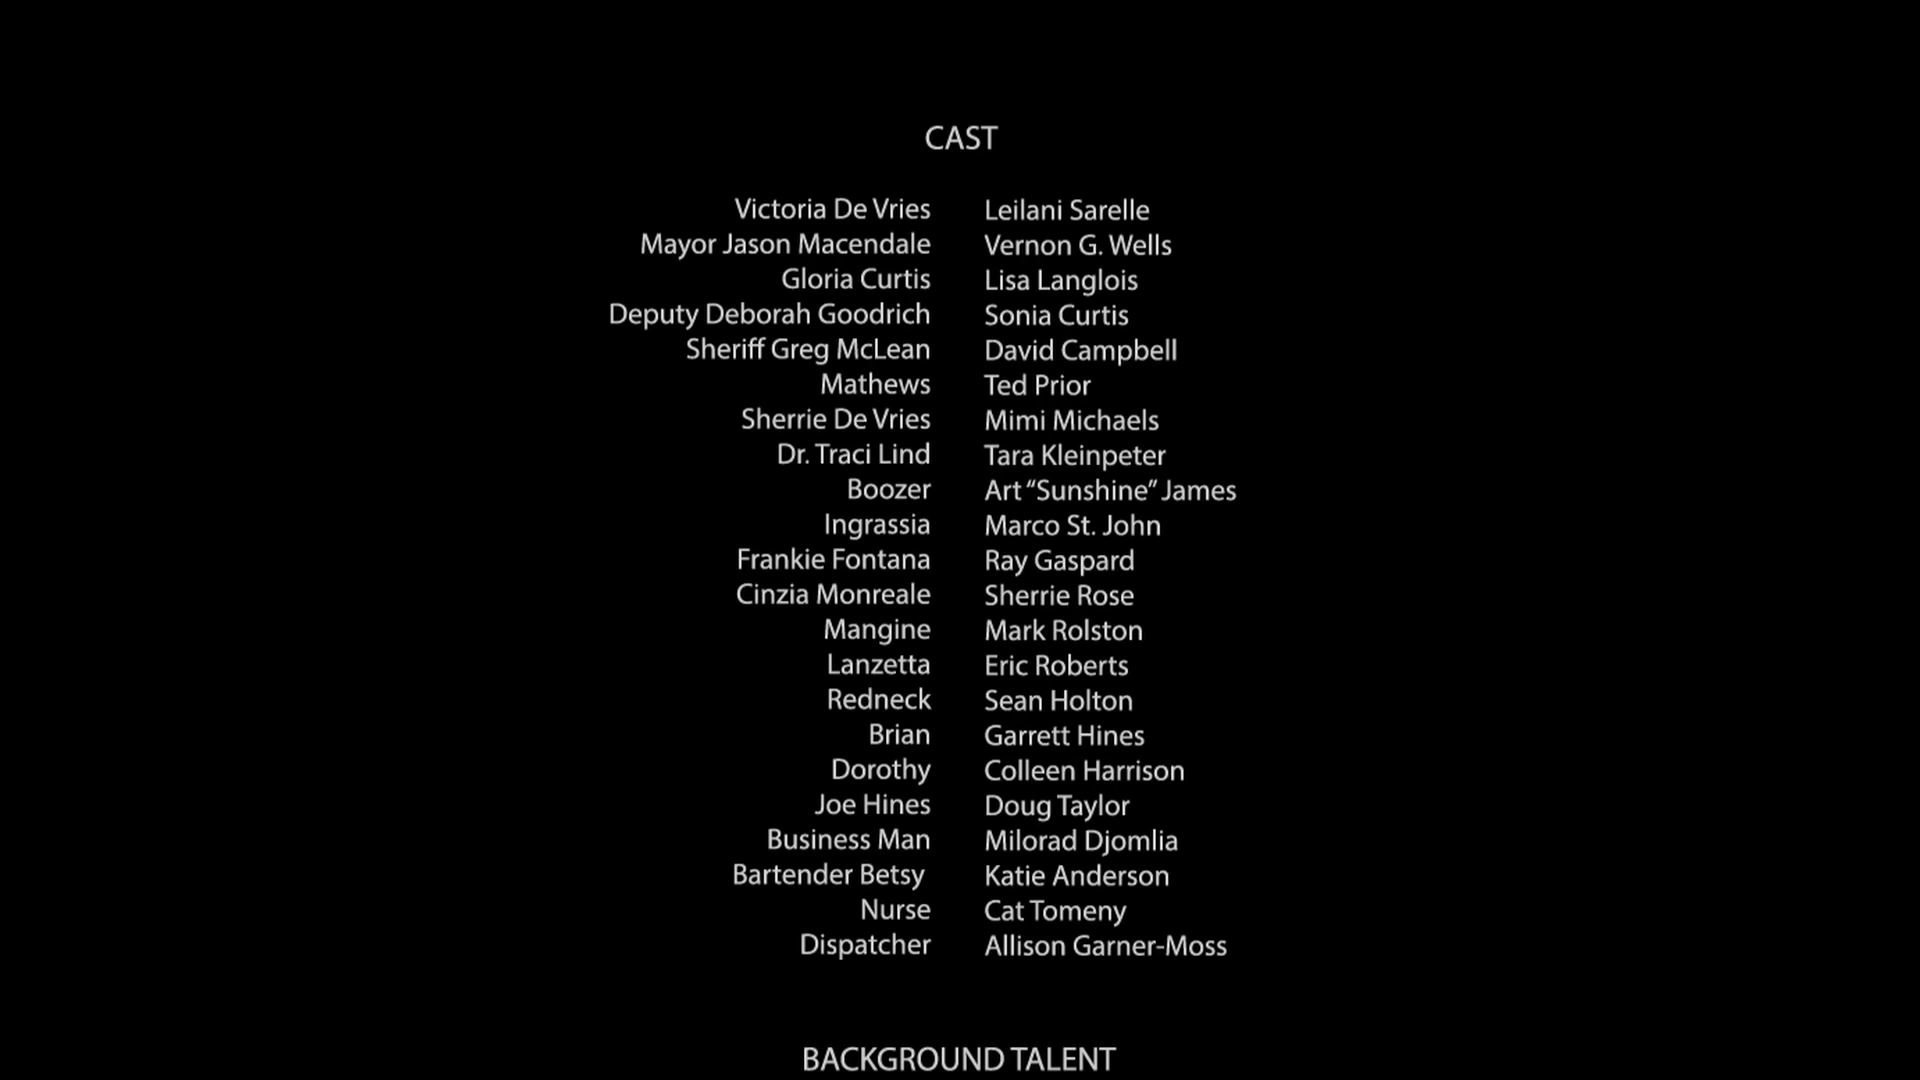 CAST
Victoria De Vries Leilani Sarelle
Mayor Jason Macendale Vernon G. Wells
Gloria Curtis Lisa Langlois
Deputy Deborah Goodrich Sonia Curtis
Sheriff Greg McLean David Campbell
Mathews Ted Prior
Sherrie De Vries Mimi Michaels
Dr. Traci Lind Tara Kleinpeter
Boozer Art “Sunshine” James
Ingrassia Marco St. John
Frankie Fontana Ray Gaspard
Cinzia Monreale Sherrie Rose
Mangine Mark Rolston
Lanzetta Eric Roberts
Redneck Sean Holton
Brian Garrett Hines
Dorothy Colleen Harrison
Joe Hines Doug Taylor
Business Man Milorad Djomlia
Bartender Betsy Katie Anderson
Nurse Cat Tomeny
Dispatcher Allison Garner-Moss
BACKGROUND TALENT